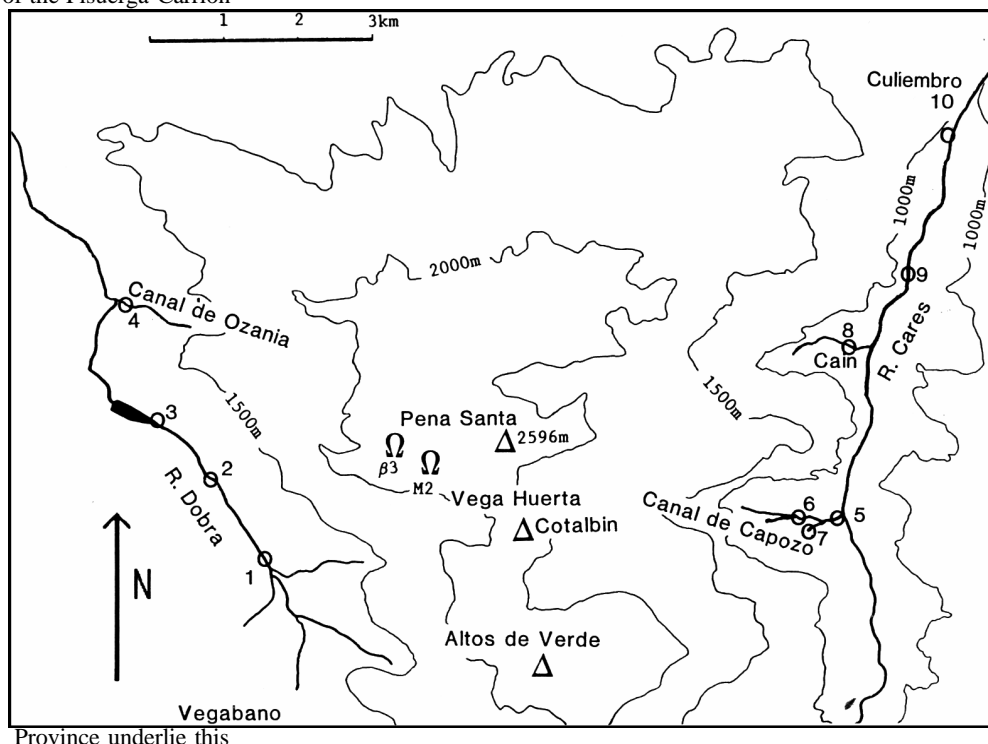 of the Pisuerga-Carrion
1 2 3km
Culiembro
10
1000m
1000m
2000m
9
Canal de Ozania
4
8
Cain
R. Cares
1500m
1500m
3
Pena Santa
2596m
β3
M2
2
Vega Huerta
R. Dobra
Cotalbin
Canal de Capozo
6
5
7
1
N
Altos de Verde
Vegabano
Province underlie this